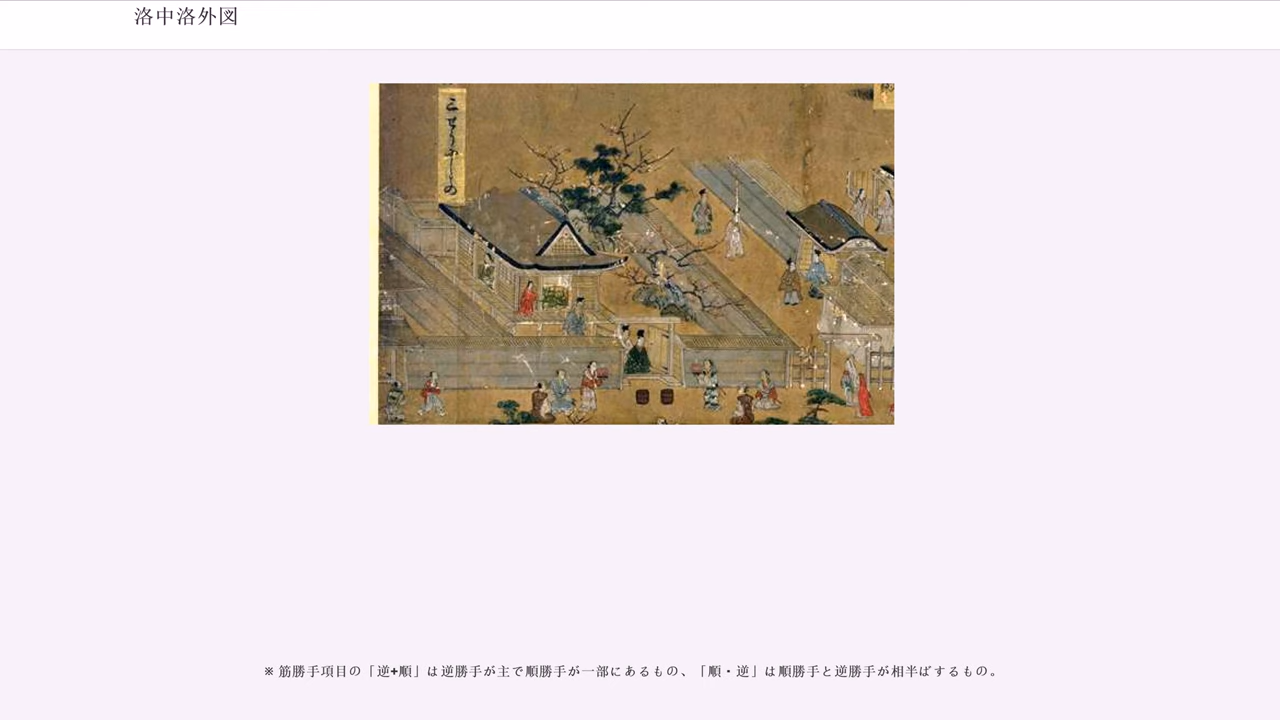 洛中洛外図
※ 筋勝手項目の「逆+順」は逆勝手が主で順勝手が一部にあるもの、「順・逆」は順勝手と逆勝手が相半ばするもの。